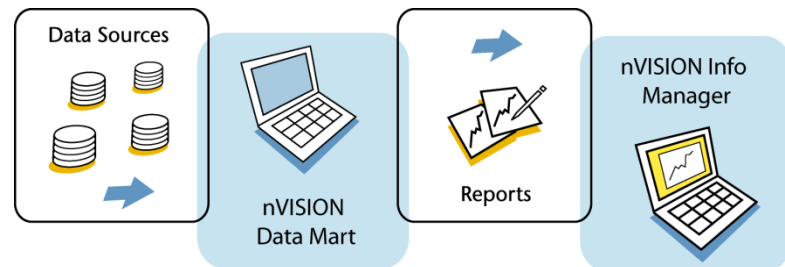 Data Sources
nVISION
Data Mart
Reports
nVISION Info
Manager